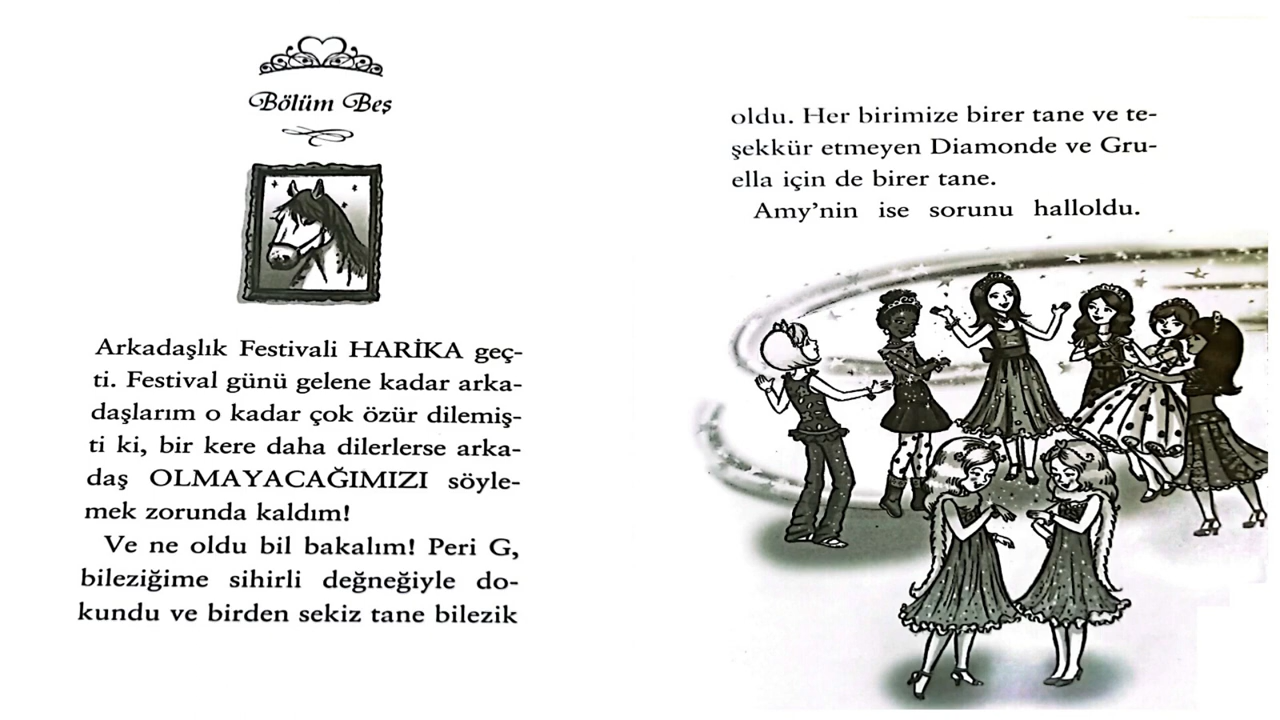 Bölüm Beş
Arkadaşlık Festivali HARİKA geç-
ti. Festival günü gelene kadar arka-
daşlarım o kadar çok özür dilemiş-
ti ki, bir kere daha dilerlerse arka-
daş OLMAYACAĞIMIZI söyle-
mek zorunda kaldım!
Ve ne oldu bil bakalım! Peri G,
bileziğime sihirli değneğiyle do-
kundu ve birden sekiz tane bilezik
oldu. Her birimize birer tane ve te-
şekkür etmeyen Diamonde ve Gru-
ella için de birer tane.
Amy'nin ise sorunu halloldu.